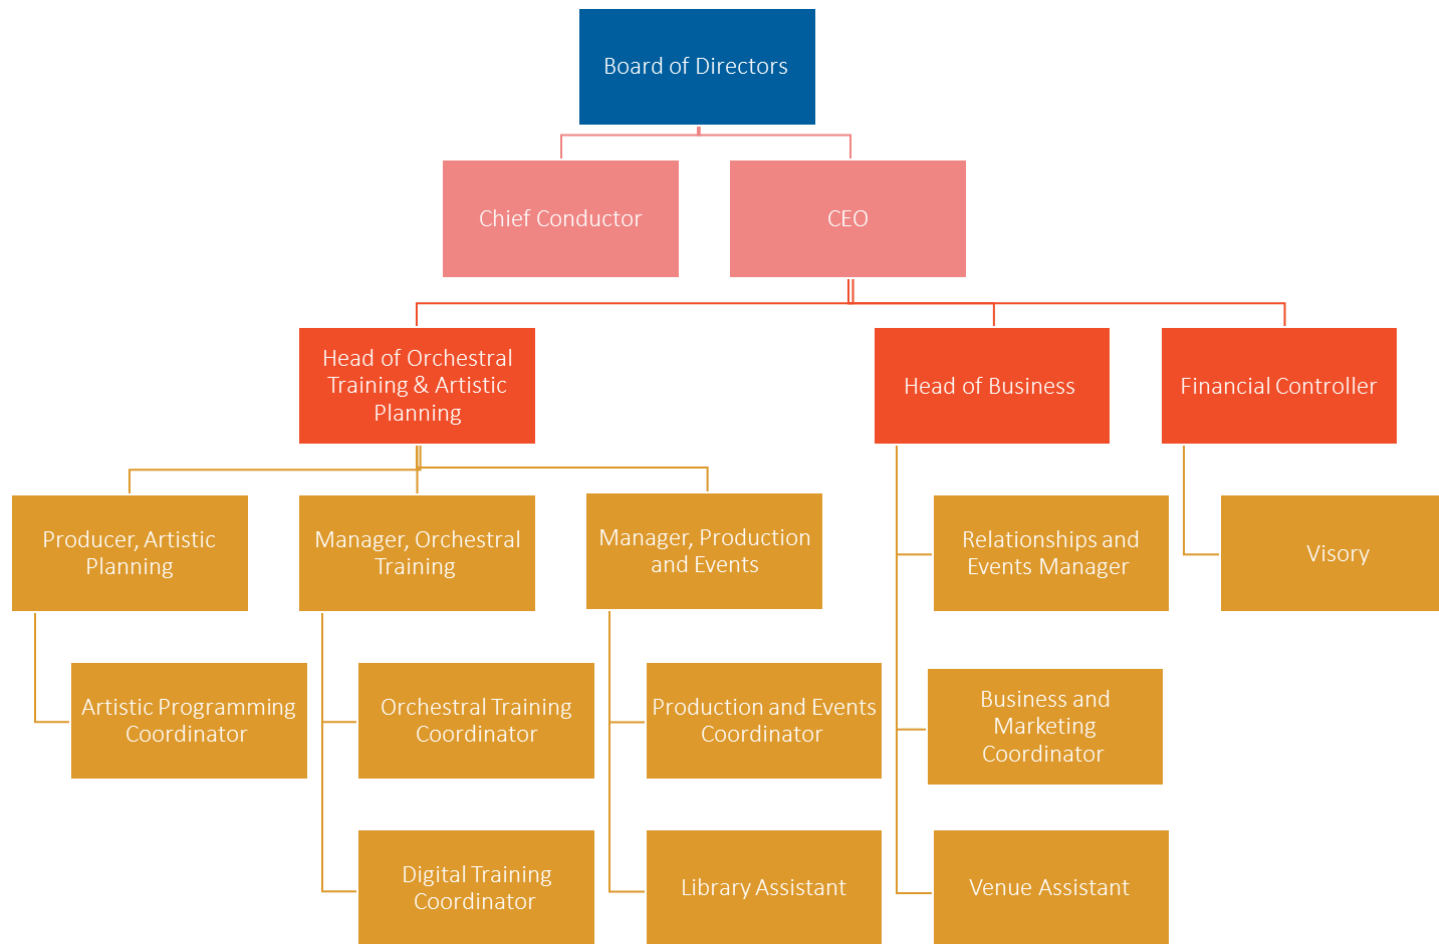 Board of Directors
Chief Conductor
CEO
Head of Orchestral
Training & Artistic
Planning
Head of Business
Financial Controller
Producer, Artistic
Planning
Manager, Orchestral
Training
Manager, Production
and Events
Relationships and
Events Manager
Visory
Artistic Programming
Coordinator
Orchestral Training
Coordinator
Production and Events
Coordinator
Business and
Marketing
Coordinator
Digital Training
Coordinator
Library Assistant
Venue Assistant